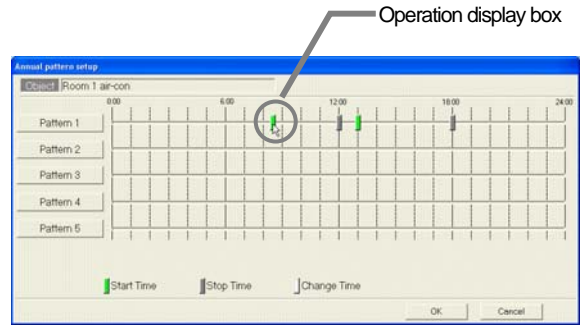 Operation display box
Annual pattern setup
Object Room 1 air-con
0:00 6:00 12:00 18:00 24:00
Pattern 1
Pattern 2
Pattern 3
Pattern 4
Pattern 5
Start Time Stop Time Change Time
OK Cancel